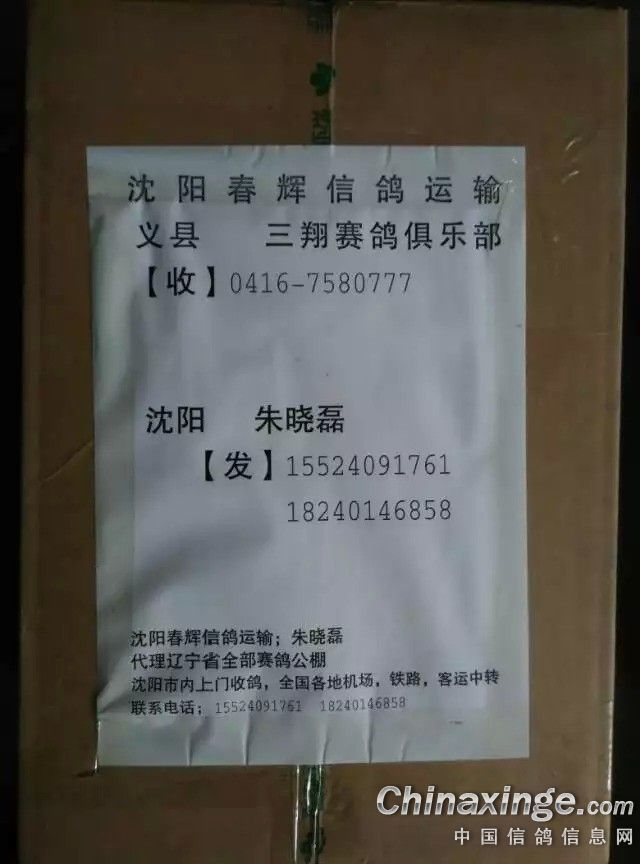 沈阳春辉信鸽运输
义县 三翔赛鸽俱乐部
【收】0416-7580777
沈阳 朱晓磊
【发】15524091761
18240146858
沈阳春辉信鸽运输；朱晓磊
代理辽宁省全部赛鸽公棚
沈阳市内上门收鸽，全国各地机场，铁路，客运中转
联系电话；15524091761 18240146858
Chinaxinge.com
中国信鸽信息网